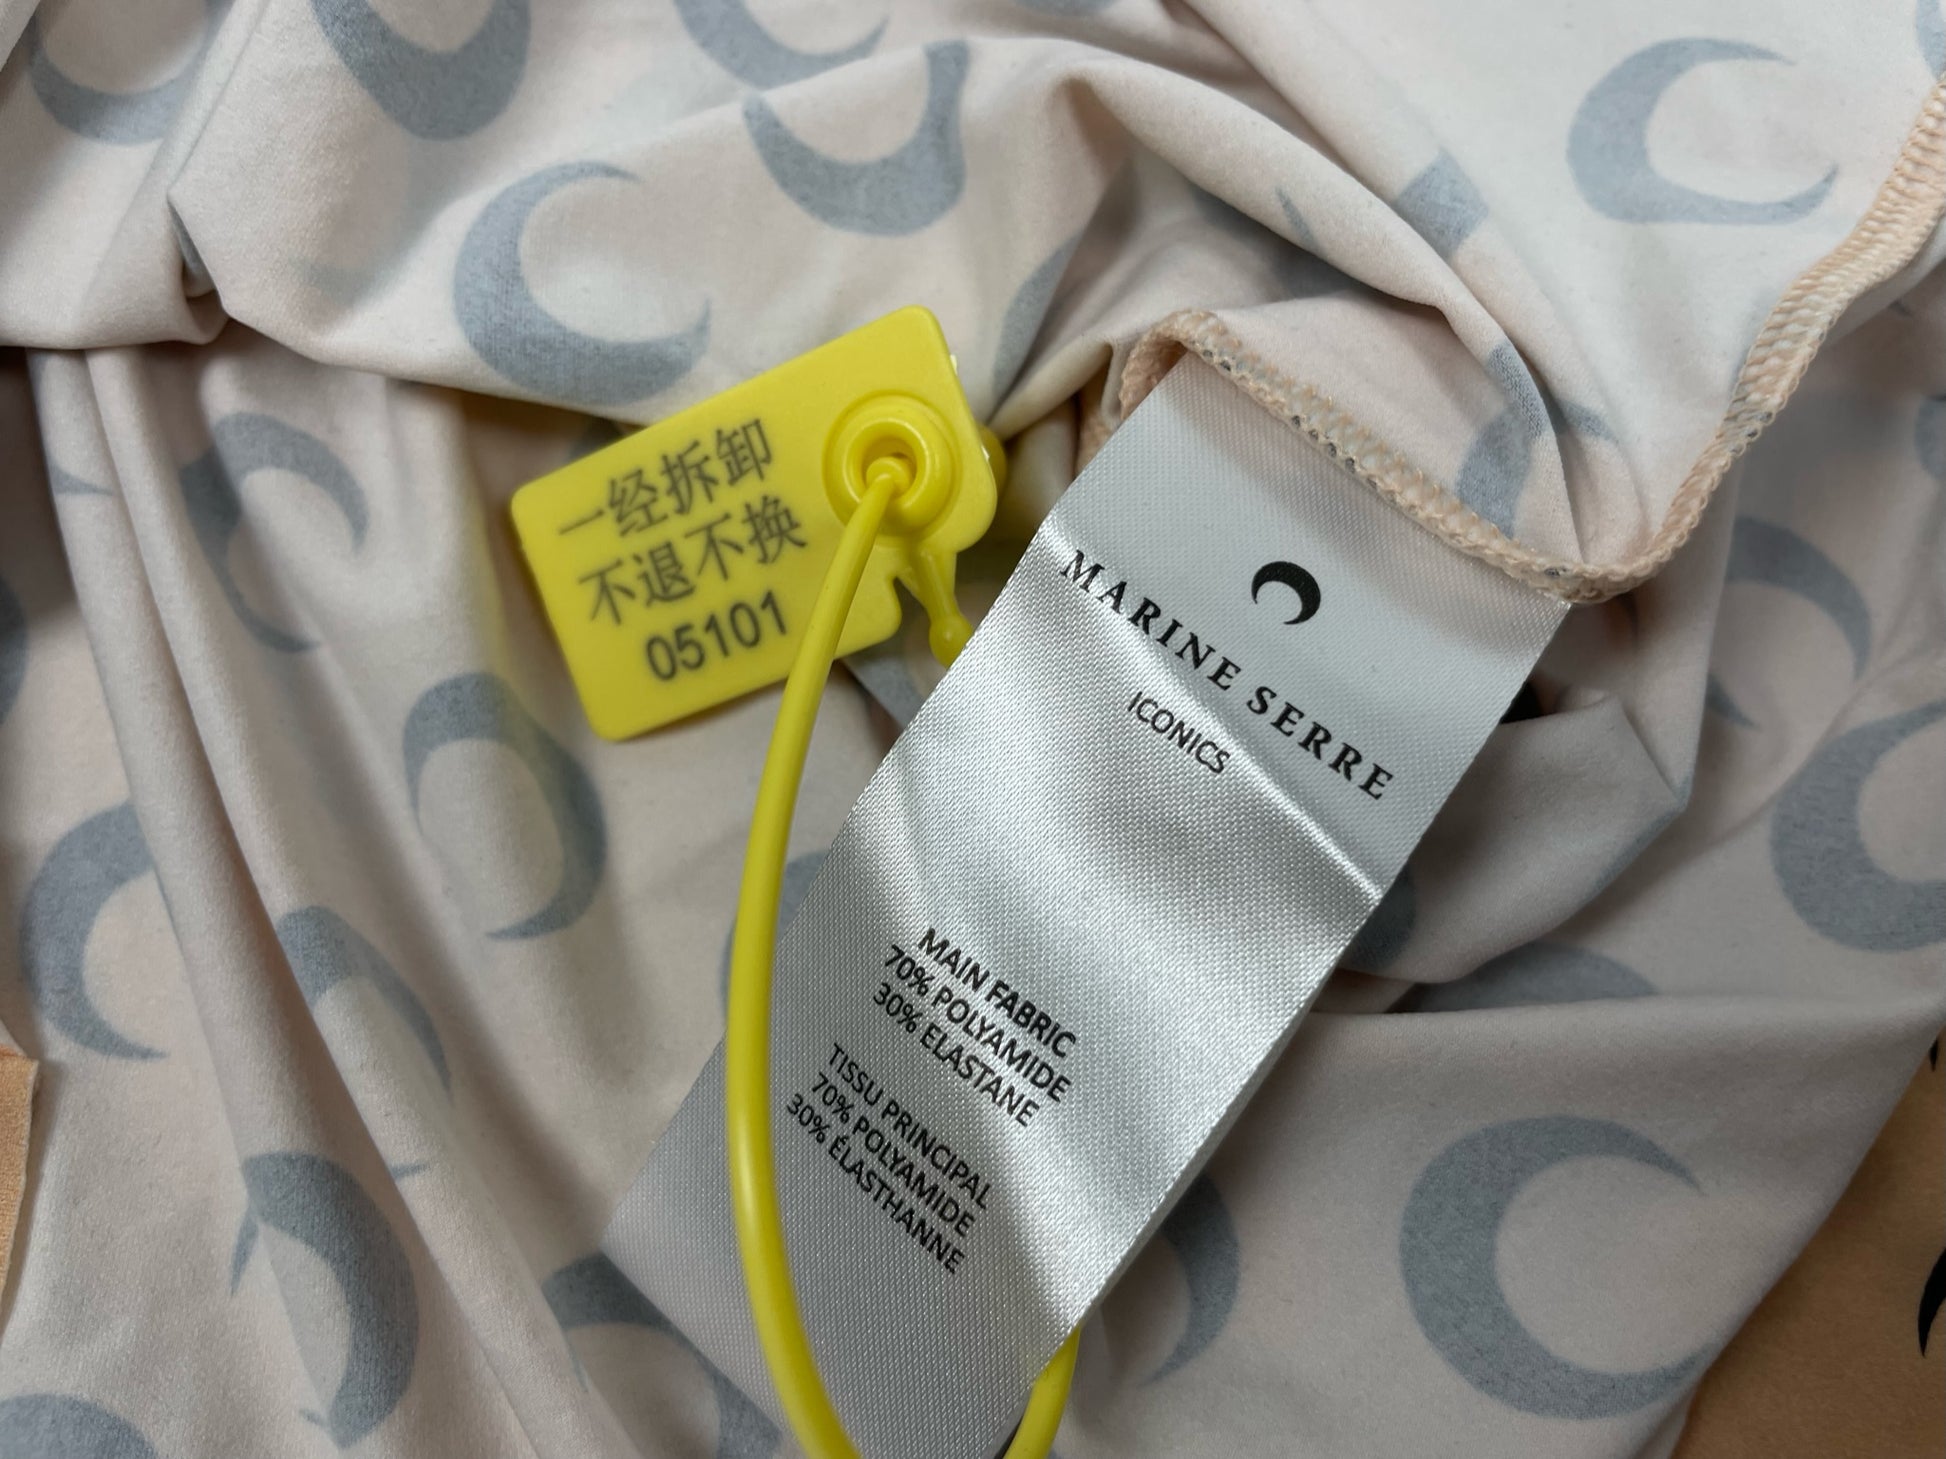 一经拆卸
不退不换
05101
MARINE SERRE
ICONICS
MAIN FABRIC
70% POLYAMIDE
30% ELASTANE
TISSU PRINCIPAL
70% POLYAMIDE
30% ÉLASTHANNE